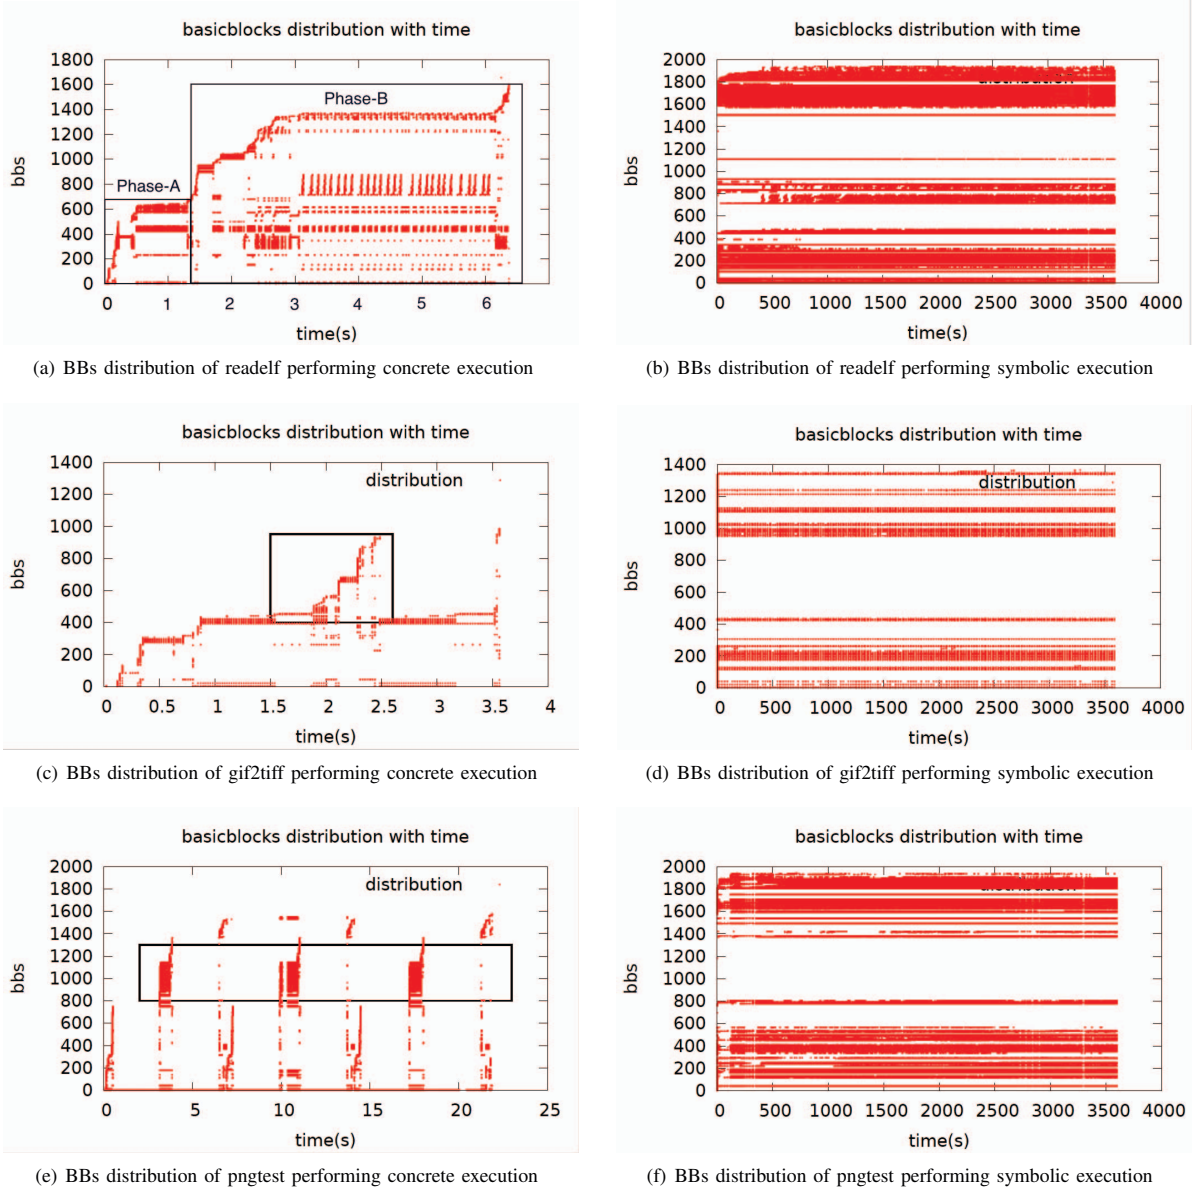 basicblocks distribution with time
1800
1600
1400
1200
1000
800
600
400
200
0
bbs
Phase-A
Phase-B
0 1 2 3 4 5 6
time(s)
(a) BBs distribution of readelf performing concrete execution
basicblocks distribution with time
2000
1800
1600
1400
1200
1000
800
600
400
200
0
bbs
distribution
0 500 1000 1500 2000 2500 3000 3500 4000
time(s)
(b) BBs distribution of readelf performing symbolic execution
basicblocks distribution with time
1400
1200
1000
800
600
400
200
0
bbs
distribution
0 0.5 1 1.5 2 2.5 3 3.5 4
time(s)
(c) BBs distribution of gif2tiff performing concrete execution
basicblocks distribution with time
1400
1200
1000
800
600
400
200
0
bbs
distribution
0 500 1000 1500 2000 2500 3000 3500 4000
time(s)
(d) BBs distribution of gif2tiff performing symbolic execution
basicblocks distribution with time
2000
1800
1600
1400
1200
1000
800
600
400
200
0
bbs
distribution
0 5 10 15 20 25
time(s)
(e) BBs distribution of pngtest performing concrete execution
basicblocks distribution with time
2000
1800
1600
1400
1200
1000
800
600
400
200
0
bbs
distribution
0 500 1000 1500 2000 2500 3000 3500 4000
time(s)
(f) BBs distribution of pngtest performing symbolic execution